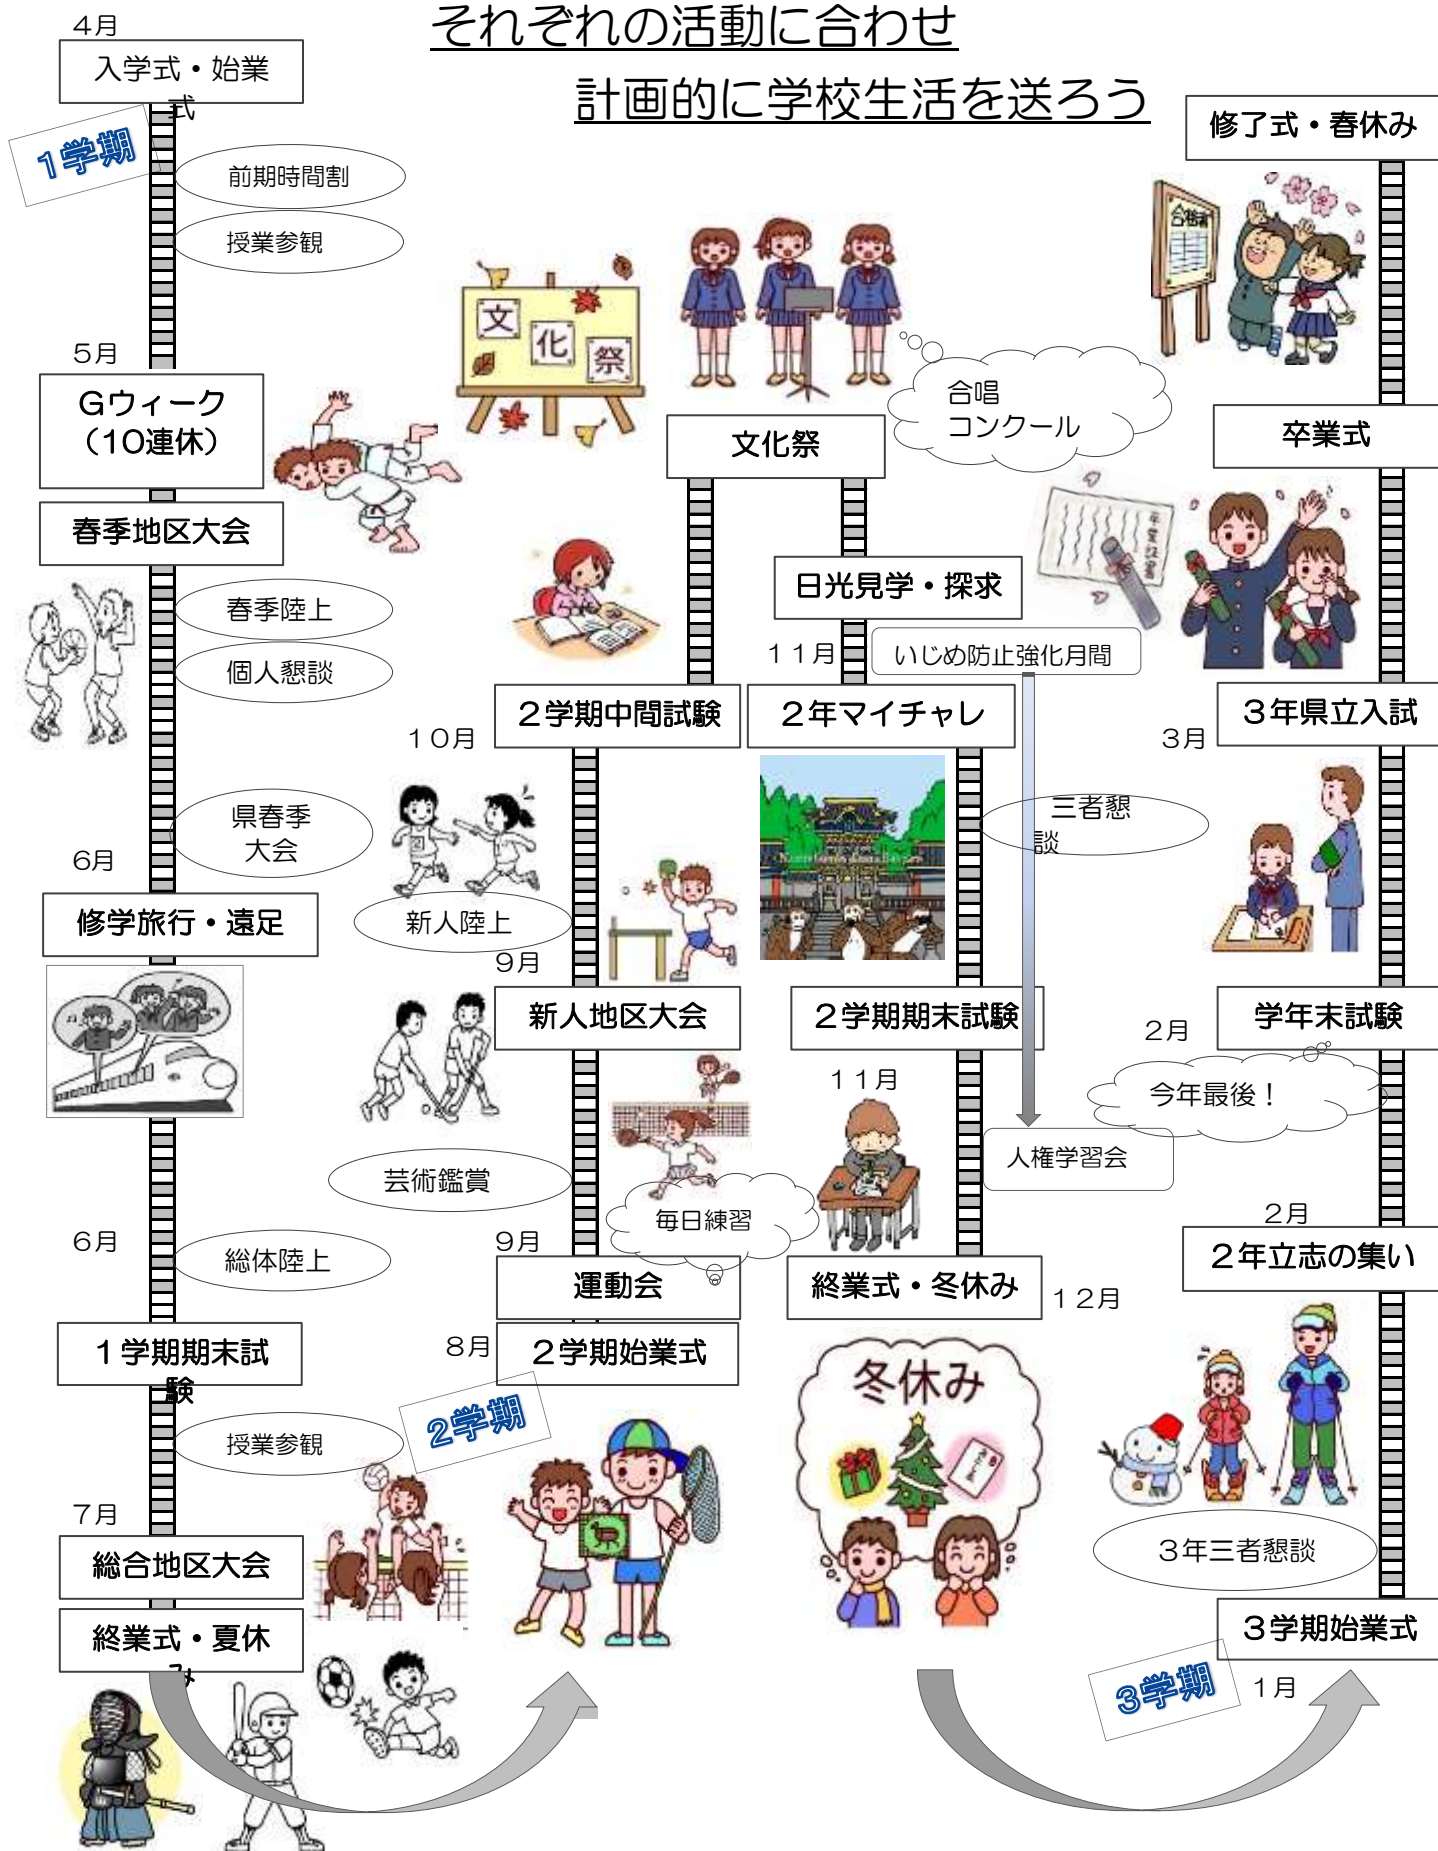 それぞれの活動に合わせ
計画的に学校生活を送ろう
4月
入学式・始業
式
1学期
前期時間割
授業参観
5月
Gウィーク
（10連休）
春季地区大会
春季陸上
個人懇談
県春季
大会
6月
修学旅行・遠足
6月
総体陸上
1学期期末試
験
授業参観
7月
総合地区大会
終業式・夏休
み
2学期
8月
2学期始業式
運動会
9月
毎日練習
芸術鑑賞
新人地区大会
9月
新人陸上
10月
2学期中間試験
文化祭
文化祭
合唱
コンクール
日光見学・探求
11月
いじめ防止強化月間
2年マイチャレ
三者懇
談
2学期期末試験
11月
人権学習会
終業式・冬休み
12月
冬休み
3学期
1月
3学期始業式
3年三者懇談
2年立志の集い
2月
今年最後！
2月
学年末試験
3月
3年県立入試
卒業証書
卒業式
合格者
修了式・春休み